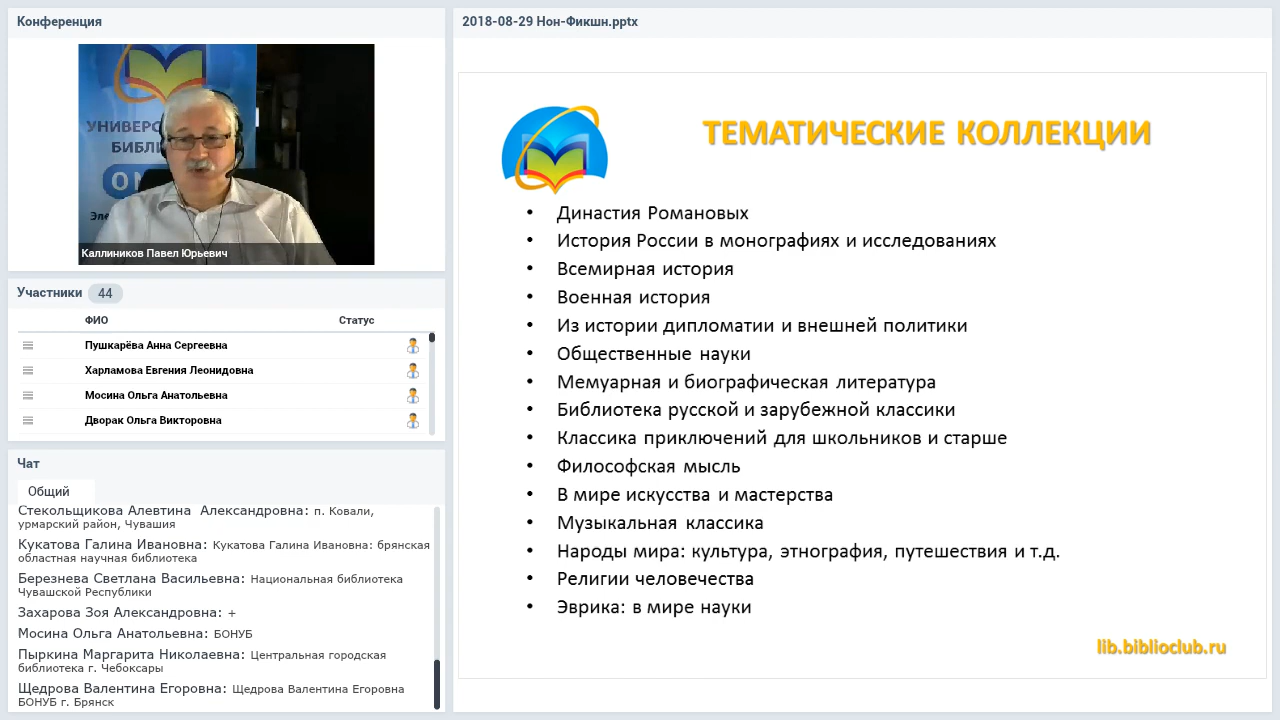 Конференция
УНИВЕРС
БИБЛИ
Эле
Каллиников Павел Юрьевич
Участники 44
ФИО Статус
Пушкарёва Анна Сергеевна
Харламова Евгения Леонидовна
Мосина Ольга Анатольевна
Дворак Ольга Викторовна
Чат
Общий
Стекольщикова Алевтина Александровна: п. Ковали,
урмарский район, Чувашия
Кукатова Галина Ивановна: Кукатова Галина Ивановна: брянская
областная научная библиотека
Березнева Светлана Васильевна: Национальная библиотека
Чувашской Республики
Захарова Зоя Александровна: +
Мосина Ольга Анатольевна: БОНУБ
Пыркина Маргарита Николаевна: Центральная городская
библиотека г. Чебоксары
Щедрова Валентина Егоровна: Щедрова Валентина Егоровна
БОНУБ г. Брянск
2018-08-29 Нон-Фикшн.pptx
ТЕМАТИЧЕСКИЕ КОЛЛЕКЦИИ
• Династия Романовых
• История России в монографиях и исследованиях
• Всемирная история
• Военная история
• Из истории дипломатии и внешней политики
• Общественные науки
• Мемуарная и биографическая литература
• Библиотека русской и зарубежной классики
• Классика приключений для школьников и старше
• Философская мысль
• В мире искусства и мастерства
• Музыкальная классика
• Народы мира: культура, этнография, путешествия и т.д.
• Религии человечества
• Эврика: в мире науки
lib.biblioclub.ru